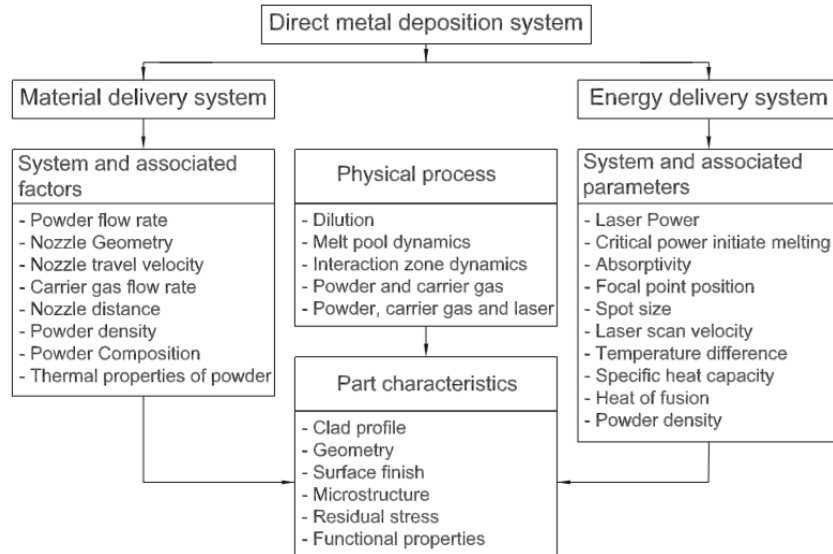 Direct metal deposition system
Material delivery system
Energy delivery system
System and associated
factors
- Powder flow rate
- Nozzle Geometry
- Nozzle travel velocity
- Carrier gas flow rate
- Nozzle distance
- Powder density
- Powder Composition
- Thermal properties of powder
Physical process
- Dilution
- Melt pool dynamics
- Interaction zone dynamics
- Powder and carrier gas
- Powder, carrier gas and laser
System and associated
parameters
- Laser Power
- Critical power initiate melting
- Absorptivity
- Focal point position
- Spot size
- Laser scan velocity
- Temperature difference
- Specific heat capacity
- Heat of fusion
- Powder density
Part characteristics
- Clad profile
- Geometry
- Surface finish
- Microstructure
- Residual stress
- Functional properties